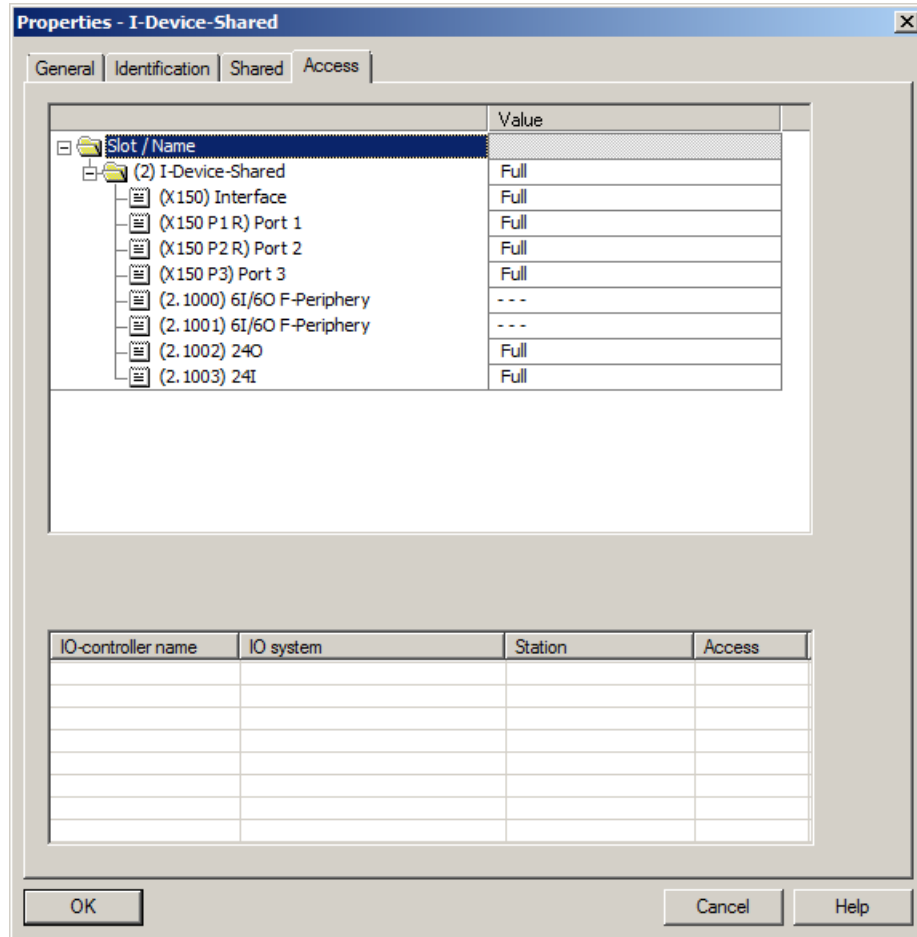 Properties - I-Device-Shared
General Identification Shared Access
Value
Slot / Name
(2) I-Device-Shared Full
(X150) Interface Full
(X150 P1 R) Port 1 Full
(X150 P2 R) Port 2 Full
(X150 P3) Port 3 Full
(2.1000) 6I/6O F-Periphery - - -
(2.1001) 6I/6O F-Periphery - - -
(2.1002) 24O Full
(2.1003) 24I Full
IO-controller name IO system Station Access
OK Cancel Help